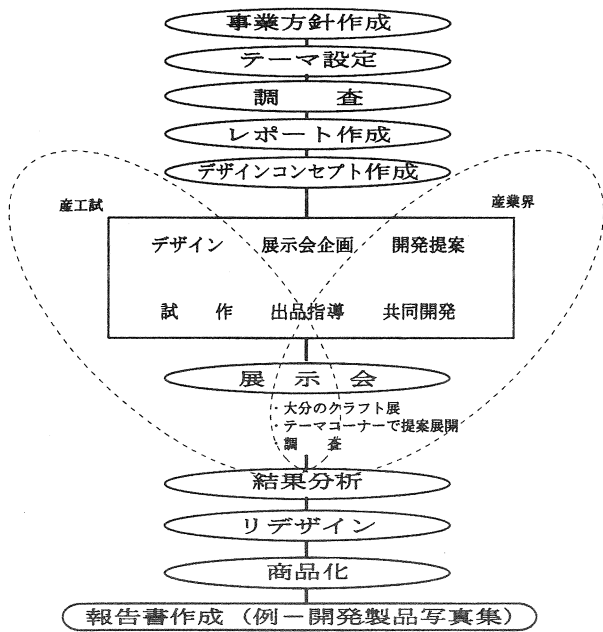 事業方針作成
テーマ設定
調　　査
レポート作成
デザインコンセプト作成
産工試
産業界
デザイン　展示会企画　開発提案
試　作　出品指導　共同開発
展　示　会
・大分のクラフト展
・テーマコーナーで提案展開
・調　　査
結果分析
リデザイン
商品化
報告書作成（例－開発製品写真集）